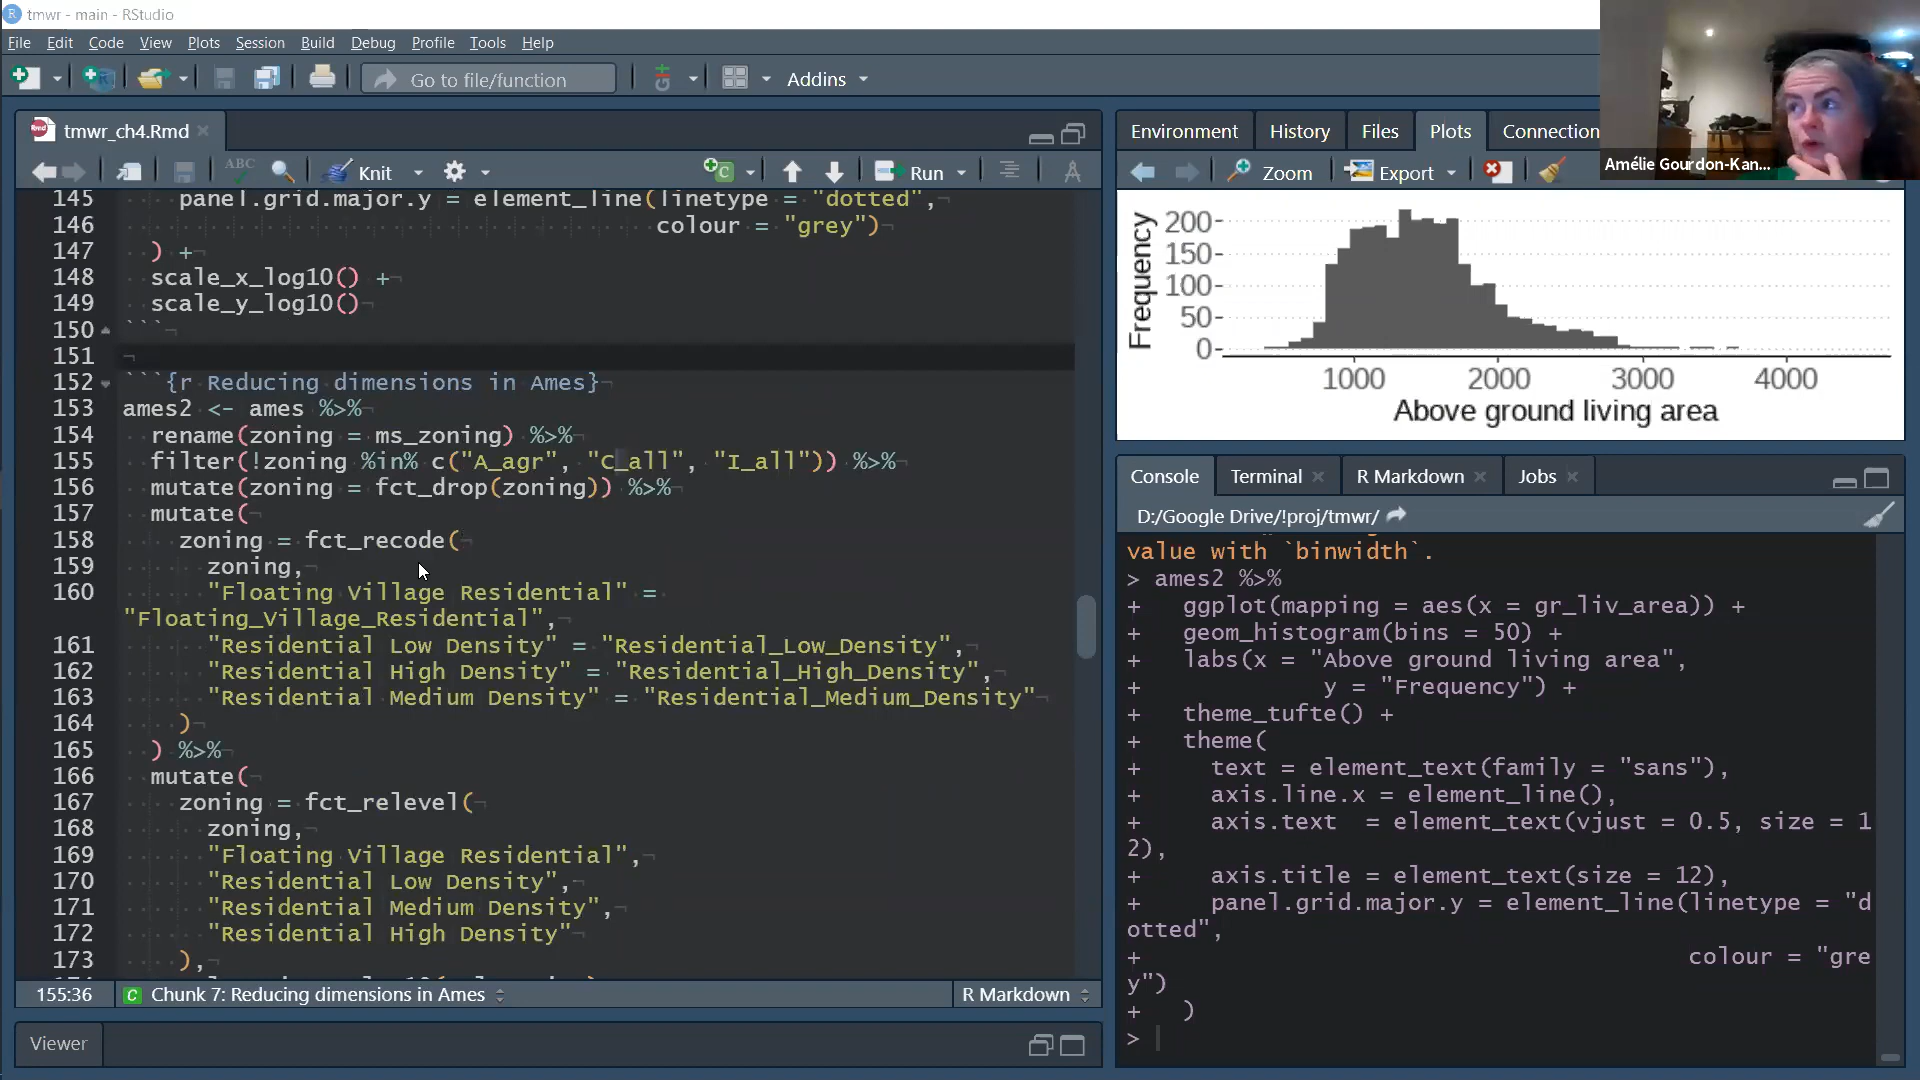 tmwr - main - RStudio
File Edit Code View Plots Session Build Debug Profile Tools Help
Go to file/function
Addins
tmwr_ch4.Rmd
ABC
Knit
Run
145 panel.grid.major.y = element_line(linetype = "dotted",
146 colour = "grey")
147 ) +
148 scale_x_log10() +
149 scale_y_log10()
150 ```
151
152 ```{r Reducing dimensions in Ames}
153 ames2 <- ames %>%
154 rename(zoning = ms_zoning) %>%
155 filter(!zoning %in% c("A_agr", "C_all", "I_all")) %>%
156 mutate(zoning = fct_drop(zoning)) %>%
157 mutate(
158 zoning = fct_recode(
159 zoning,
160 "Floating Village Residential" =
"Floating_Village_Residential",
161 "Residential Low Density" = "Residential_Low_Density",
162 "Residential High Density" = "Residential_High_Density",
163 "Residential Medium Density" = "Residential_Medium_Density"
164 )
165 ) %>%
166 mutate(
167 zoning = fct_relevel(
168 zoning,
169 "Floating Village Residential",
170 "Residential Low Density",
171 "Residential Medium Density",
172 "Residential High Density"
173 ),
155:36 Chunk 7: Reducing dimensions in Ames R Markdown
Viewer
Environment History Files Plots Connection
Zoom Export
Amélie Gourdon-Kan...
Frequency
200
150
100
50
0
1000 2000 3000 4000
Above ground living area
Console Terminal R Markdown Jobs
D:/Google Drive/!proj/tmwr/
value with `binwidth`.
> ames2 %>%
+ ggplot(mapping = aes(x = gr_liv_area)) +
+ geom_histogram(bins = 50) +
+ labs(x = "Above ground living area",
+ y = "Frequency") +
+ theme_tufte() +
+ theme(
+ text = element_text(family = "sans"),
+ axis.line.x = element_line(),
+ axis.text = element_text(vjust = 0.5, size = 1
2),
+ axis.title = element_text(size = 12),
+ panel.grid.major.y = element_line(linetype = "d
otted",
+ colour = "gre
y")
+ )
>